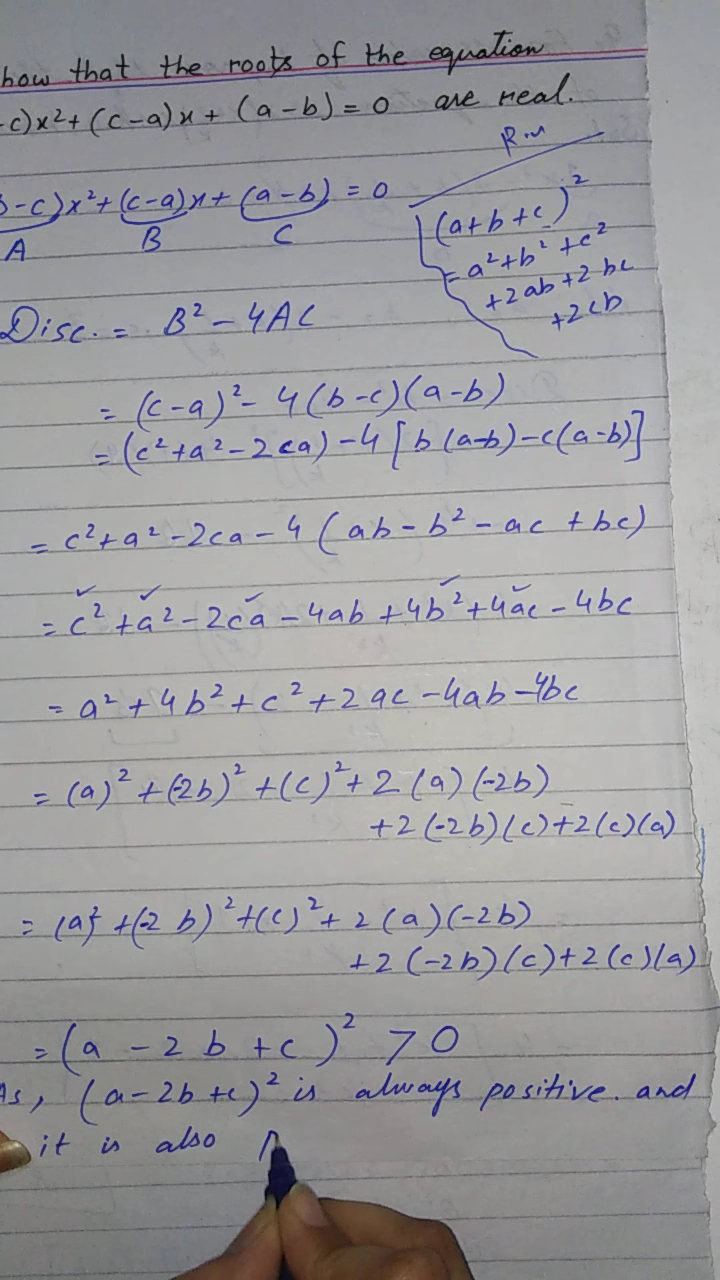 how that the roots of the equation
-c)x²+(c-a)x+(a-b)=0 are real.
R.w
b-c)x²+(c-a)x+(a-b)=0
A B C
(a+b+c)²
=a²+b²+c²
+2ab+2bc
+2cb
Disc. = B²-4AC
= (c-a)²-4(b-c)(a-b)
=(c²+a²-2ca)-4[b(a-b)-c(a-b)]
= c²+a²-2ca-4(ab-b²-ac+bc)
= c²+a²-2ca-4ab+4b²+4ac-4bc
= a²+4b²+c²+2ac-4ab-4bc
= (a)²+(-2b)²+(c)²+2(a)(-2b)
+2(-2b)(c)+2(c)(a)
= (a)²+(-2b)²+(c)²+2(a)(-2b)
+2(-2b)(c)+2(c)(a)
=(a-2b+c)²>0
As, (a-2b+c)² is always positive. and
it is also